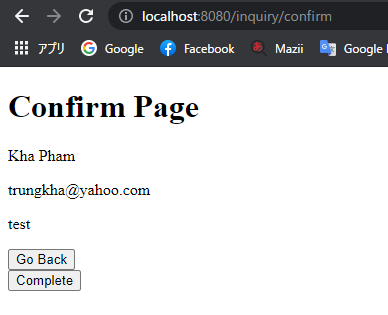 localhost:8080/inquiry/confirm
アプリ Google Facebook Mazii Google
Confirm Page
Kha Pham
trungkha@yahoo.com
test
Go Back
Complete